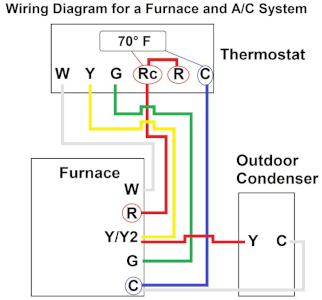 Wiring Diagram for a Furnace and A/C System
70° F
Thermostat
W Y G Rc R C
Furnace
W
R
Y/Y2
G
C
Outdoor
Condenser
Y C